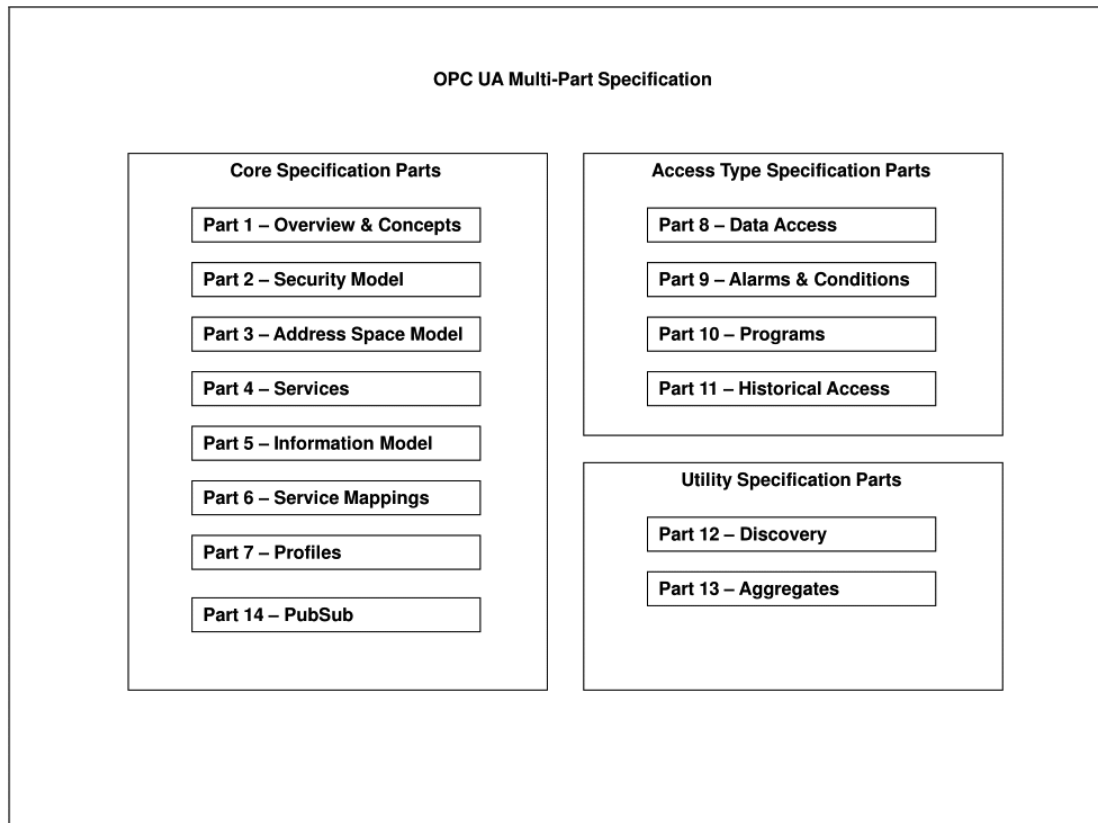 OPC UA Multi-Part Specification
Core Specification Parts
Part 1 – Overview & Concepts
Part 2 – Security Model
Part 3 – Address Space Model
Part 4 – Services
Part 5 – Information Model
Part 6 – Service Mappings
Part 7 – Profiles
Part 14 – PubSub
Access Type Specification Parts
Part 8 – Data Access
Part 9 – Alarms & Conditions
Part 10 – Programs
Part 11 – Historical Access
Utility Specification Parts
Part 12 – Discovery
Part 13 – Aggregates